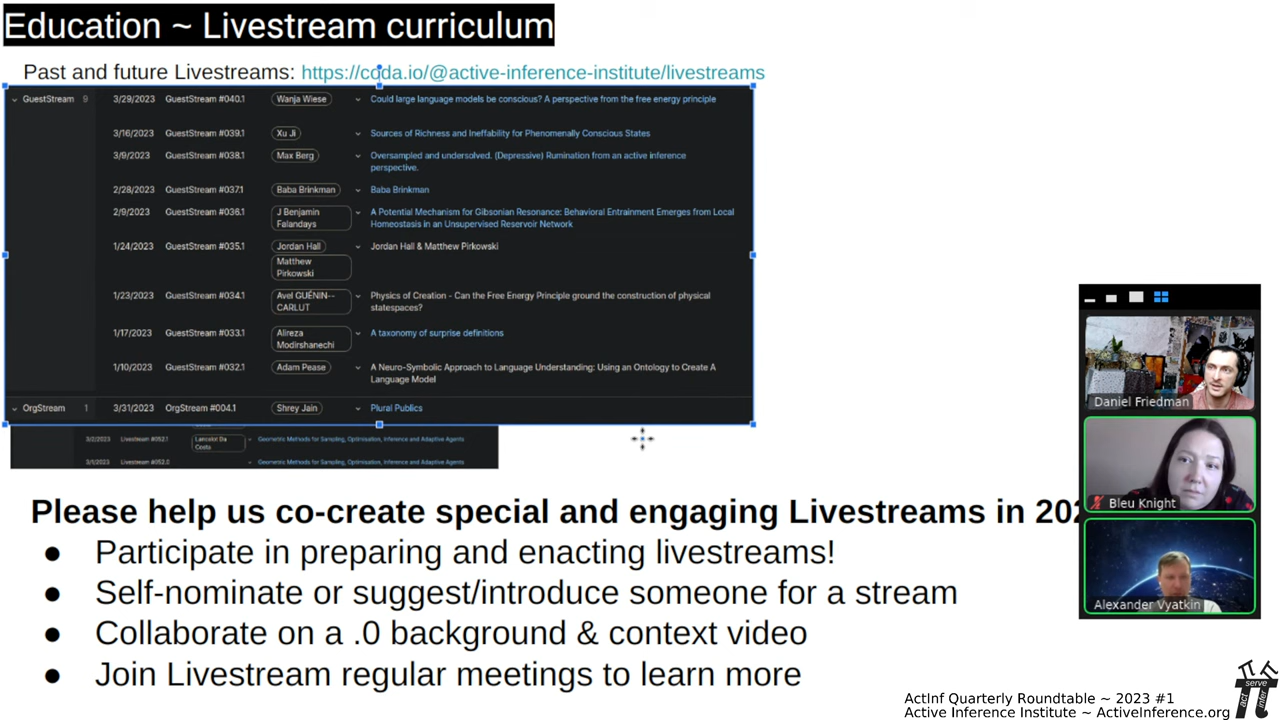 Education ~ Livestream curriculum
Past and future Livestreams: https://coda.io/@active-inference-institute/livestreams
GuestStream 9 3/29/2023 GuestStream #040.1 Wanja Wiese Could large language models be conscious? A perspective from the free energy principle
3/16/2023 GuestStream #039.1 Xu Ji Sources of Richness and Ineffability for Phenomenally Conscious States
3/9/2023 GuestStream #038.1 Max Berg Oversampled and undersolved. (Depressive) Rumination from an active inference
perspective.
2/28/2023 GuestStream #037.1 Baba Brinkman Baba Brinkman
2/9/2023 GuestStream #036.1 J Benjamin A Potential Mechanism for Gibsonian Resonance: Behavioral Entrainment Emerges from Local
Falandays Homeostasis in an Unsupervised Reservoir Network
1/24/2023 GuestStream #035.1 Jordan Hall Jordan Hall & Matthew Pirkowski
Matthew
Pirkowski
1/23/2023 GuestStream #034.1 Avel GUÉNIN-- Physics of Creation - Can the Free Energy Principle ground the construction of physical
CARLUT statespaces?
1/17/2023 GuestStream #033.1 Alireza A taxonomy of surprise definitions
Modirshanechi
1/10/2023 GuestStream #032.1 Adam Pease A Neuro-Symbolic Approach to Language Understanding: Using an Ontology to Create A
Language Model
OrgStream 1 3/31/2023 OrgStream #004.1 Shrey Jain Plural Publics
3/2/2023 Livestream #052.1 Lancelot Da Geometric Methods for Sampling, Optimisation, Inference and Adaptive Agents
Costa
3/1/2023 Livestream #052.0 Geometric Methods for Sampling, Optimisation, Inference and Adaptive Agents
Please help us co-create special and engaging Livestreams in 202
● Participate in preparing and enacting livestreams!
● Self-nominate or suggest/introduce someone for a stream
● Collaborate on a .0 background & context video
● Join Livestream regular meetings to learn more
Daniel Friedman
Bleu Knight
Alexander Vyatkin
ActInf Quarterly Roundtable ~ 2023 #1
Active Inference Institute ~ ActiveInference.org
serve
act
infer